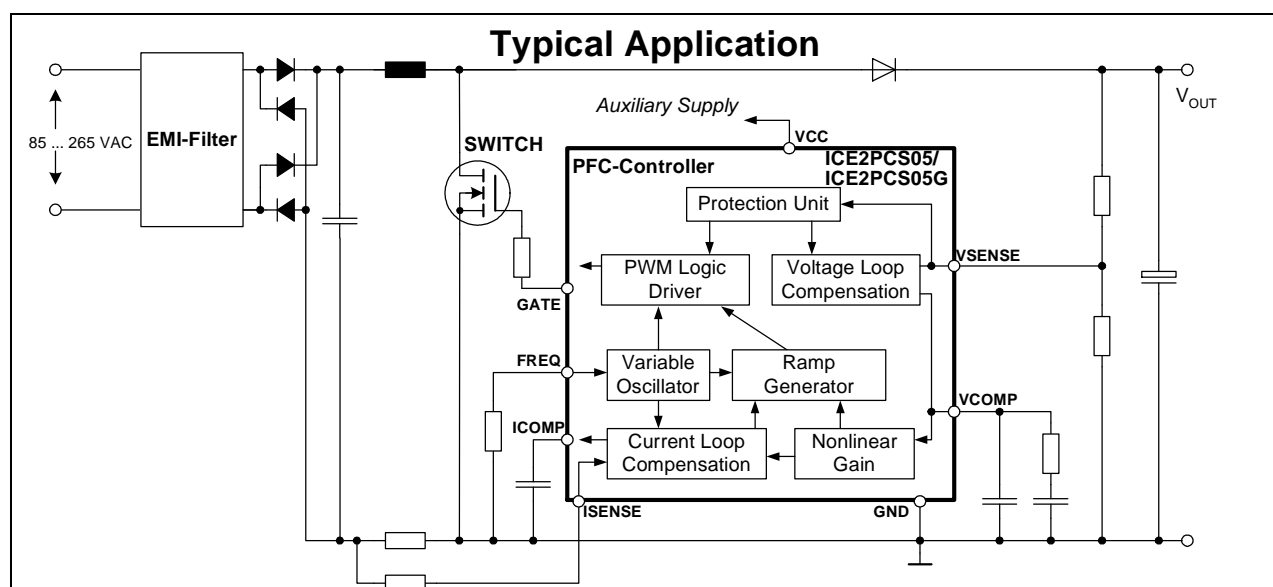 Typical Application
Auxiliary Supply
V_OUT
85 ... 265 VAC
EMI-Filter
SWITCH
VCC
PFC-Controller
ICE2PCS05/
ICE2PCS05G
Protection Unit
PWM Logic
Driver
Voltage Loop
Compensation
VSENSE
GATE
FREQ
Variable
Oscillator
Ramp
Generator
ICOMP
VCOMP
Current Loop
Compensation
Nonlinear
Gain
ISENSE
GND